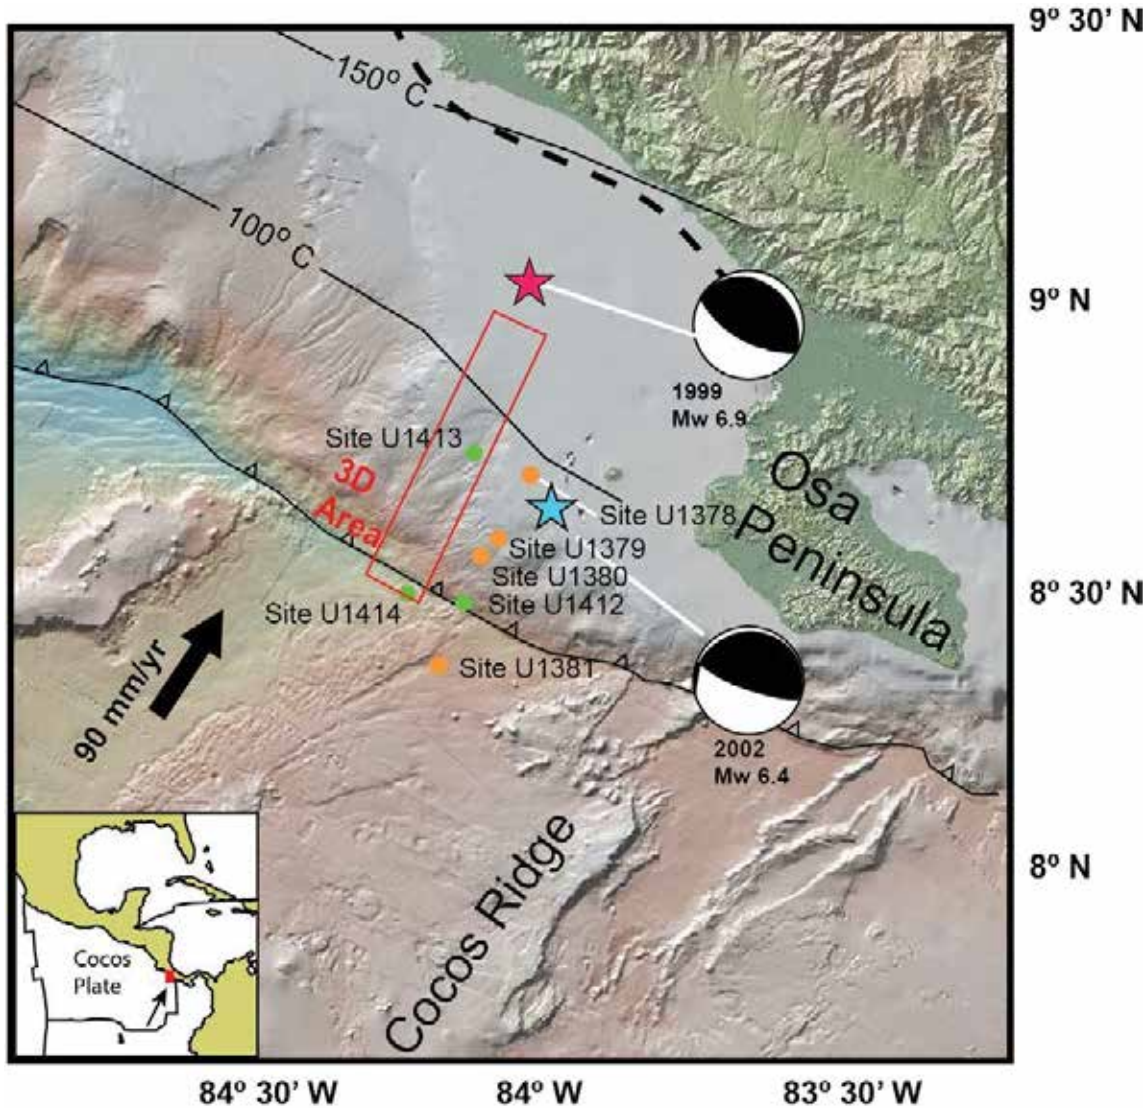 9º 30' N
150º C
100º C
9º N
1999
Mw 6.9
Site U1413
3D
Area
Osa
Peninsula
Site U1378
Site U1379
Site U1380
Site U1412
Site U1414
8º 30' N
Site U1381
90 mm/yr
2002
Mw 6.4
Cocos Ridge
8º N
Cocos
Plate
84º 30' W
84º W
83º 30' W